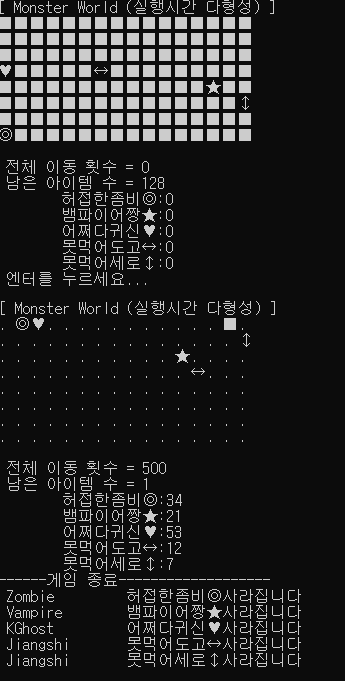 [ Monster World (실행시간 다형성) ]
■■■■■■■■■■■■■■■■
■■■■■■■■■■■■■■■■
■■■■■■■■■■■■■■■■
♥■■■■■↔■■■■■■■■■
■■■■■■■■■■■■■★■■
■■■■■■■■■■■■■■■↕
■■■■■■■■■■■■■■■■
◎■■■■■■■■■■■■■■■
전체 이동 횟수 = 0
남은 아이템 수 = 128
허접한좀비◎:0
뱀파이어짱★:0
어쩌다귀신♥:0
못먹어도고↔:0
못먹어세로↕:0
엔터를 누르세요...
[ Monster World (실행시간 다형성) ]
. ◎♥. . . . . . . . . . . ■.
. . . . . . . . . . . . . . . ↕
. . . . . . . . . . . ★. . . .
. . . . . . . . . . . . ↔. . .
. . . . . . . . . . . . . . . .
. . . . . . . . . . . . . . . .
. . . . . . . . . . . . . . . .
. . . . . . . . . . . . . . . .
전체 이동 횟수 = 500
남은 아이템 수 = 1
허접한좀비◎:34
뱀파이어짱★:21
어쩌다귀신♥:53
못먹어도고↔:12
못먹어세로↕:7
------게임 종료--------------------
Zombie 허접한좀비◎사라집니다
Vampire 뱀파이어짱★사라집니다
KGhost 어쩌다귀신♥사라집니다
Jiangshi 못먹어도고↔사라집니다
Jiangshi 못먹어세로↕사라집니다